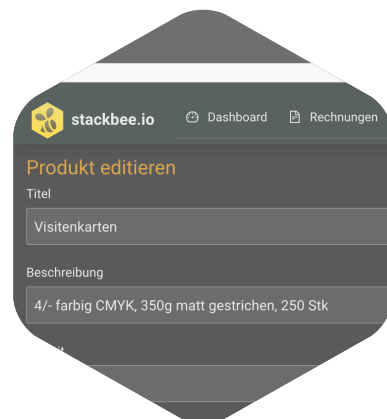 stackbee.io Dashboard Rechnungen
Produkt editieren
Titel
Visitenkarten
Beschreibung
4/- farbig CMYK, 350g matt gestrichen, 250 Stk